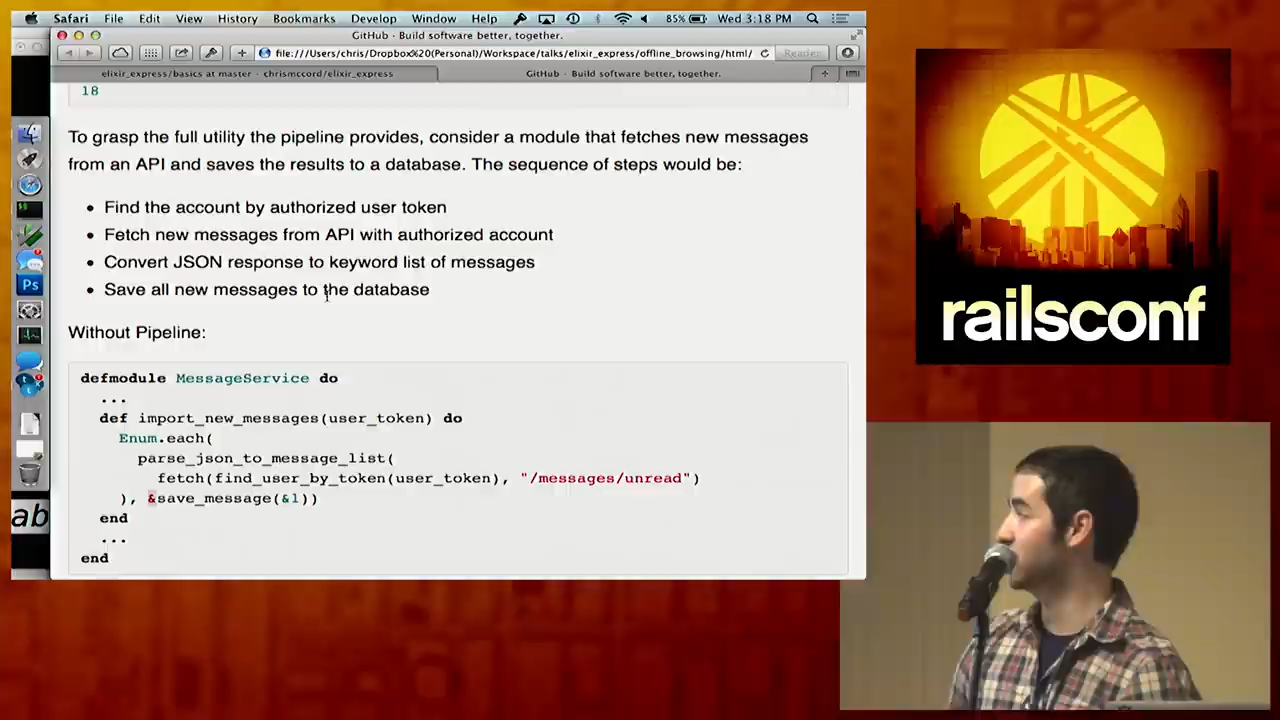 Safari File Edit View History Bookmarks Develop Window Help 85% Wed 3:18 PM
GitHub - Build software better, together.
file:///Users/chris/Dropbox%20(Personal)/Workspace/talks/elixir_express/offline_browsing/html/ Reader
elixir_express/basics at master - chrismccord/elixir_express GitHub - Build software better, together.
18
To grasp the full utility the pipeline provides, consider a module that fetches new messages
from an API and saves the results to a database. The sequence of steps would be:
• Find the account by authorized user token
• Fetch new messages from API with authorized account
• Convert JSON response to keyword list of messages
• Save all new messages to the database
Without Pipeline:
defmodule MessageService do
...
def import_new_messages(user_token) do
Enum.each(
parse_json_to_message_list(
fetch(find_user_by_token(user_token), "/messages/unread")
), &save_message(&1))
end
...
end
Ps
ab
railsconf